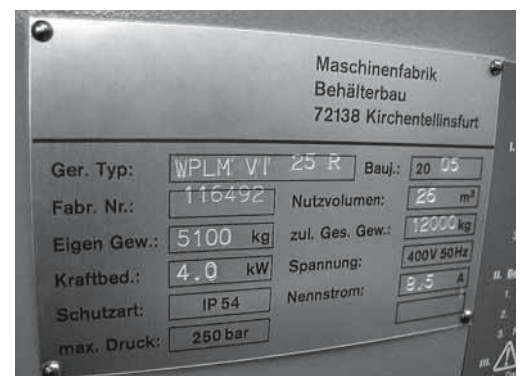 Maschinenfabrik
Behälterbau
72138 Kirchentellinsfurt
Ger. Typ: WPLM VI 25 R Bauj.: 20 05
Fabr. Nr.: 116492 Nutzvolumen: 26 m³
Eigen Gew.: 5100 kg zul. Ges. Gew.: 12000 kg
Kraftbed.: 4.0 kW Spannung: 400V 50Hz
Schutzart: IP 54 Nennstrom: 8.5 A
max. Druck: 250 bar